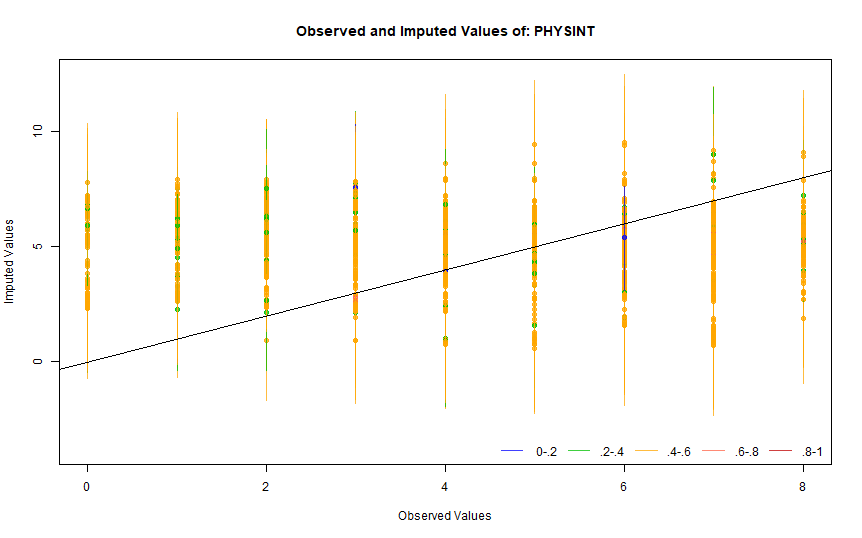 Observed and Imputed Values of: PHYSINT
Imputed Values
10
5
0
0-.2 .2-.4 .4-.6 .6-.8 .8-1
0 2 4 6 8
Observed Values